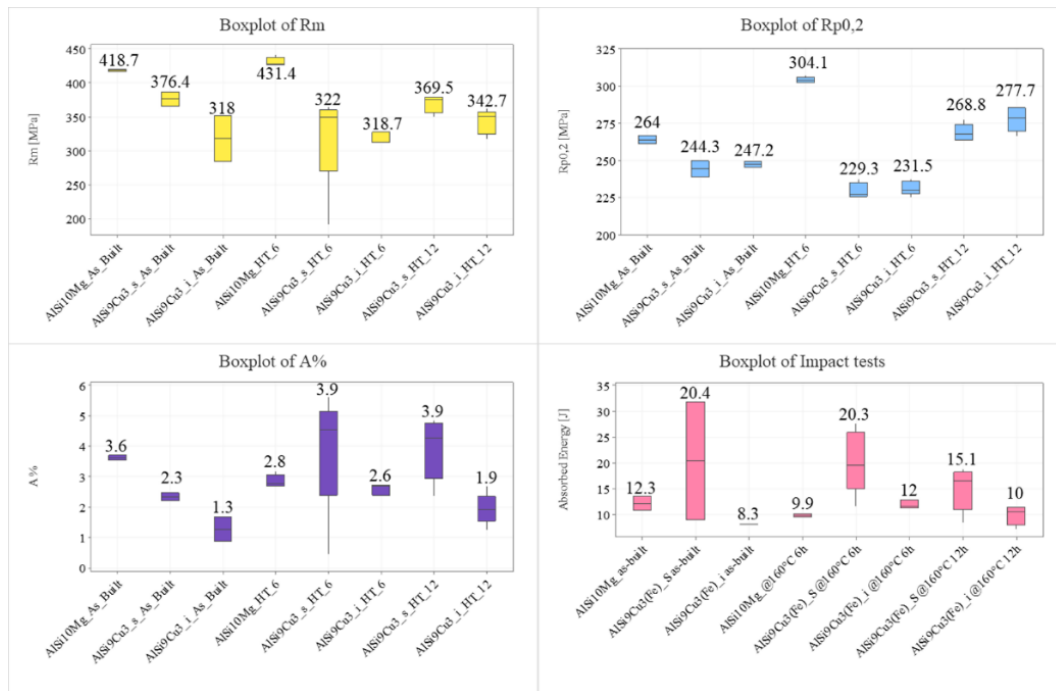 Boxplot of Rm
Rm [MPa]
450
400
350
300
250
200
418.7
376.4
318
431.4
322
318.7
369.5
342.7
AlSi10Mg_As_Built
AlSi9Cu3_s_As_Built
AlSi9Cu3_i_As_Built
AlSi10Mg_HT_6
AlSi9Cu3_s_HT_6
AlSi9Cu3_i_HT_6
AlSi9Cu3_s_HT_12
AlSi9Cu3_i_HT_12
Boxplot of Rp0,2
Rp0,2 [MPa]
325
300
275
250
225
200
264
244.3
247.2
304.1
229.3
231.5
268.8
277.7
AlSi10Mg_As_Built
AlSi9Cu3_s_As_Built
AlSi9Cu3_i_As_Built
AlSi10Mg_HT_6
AlSi9Cu3_s_HT_6
AlSi9Cu3_i_HT_6
AlSi9Cu3_s_HT_12
AlSi9Cu3_i_HT_12
Boxplot of A%
A %
6
5
4
3
2
1
0
3.6
2.3
1.3
2.8
3.9
2.6
3.9
1.9
AlSi10Mg_As_Built
AlSi9Cu3_s_As_Built
AlSi9Cu3_i_As_Built
AlSi10Mg_HT_6
AlSi9Cu3_s_HT_6
AlSi9Cu3_i_HT_6
AlSi9Cu3_s_HT_12
AlSi9Cu3_i_HT_12
Boxplot of Impact tests
Absorbed Energy [J]
35
30
25
20
15
10
12.3
20.4
8.3
9.9
20.3
12
15.1
10
AlSi10Mg_as-built
AlSi9Cu3(Fe)_S as-built
AlSi9Cu3(Fe)_i as-built
AlSi10Mg_@160°C 6h
AlSi9Cu3(Fe)_S @160°C 6h
AlSi9Cu3(Fe)_i @160°C 6h
AlSi9Cu3(Fe)_S @160°C 12h
AlSi9Cu3(Fe)_i @160°C 12h